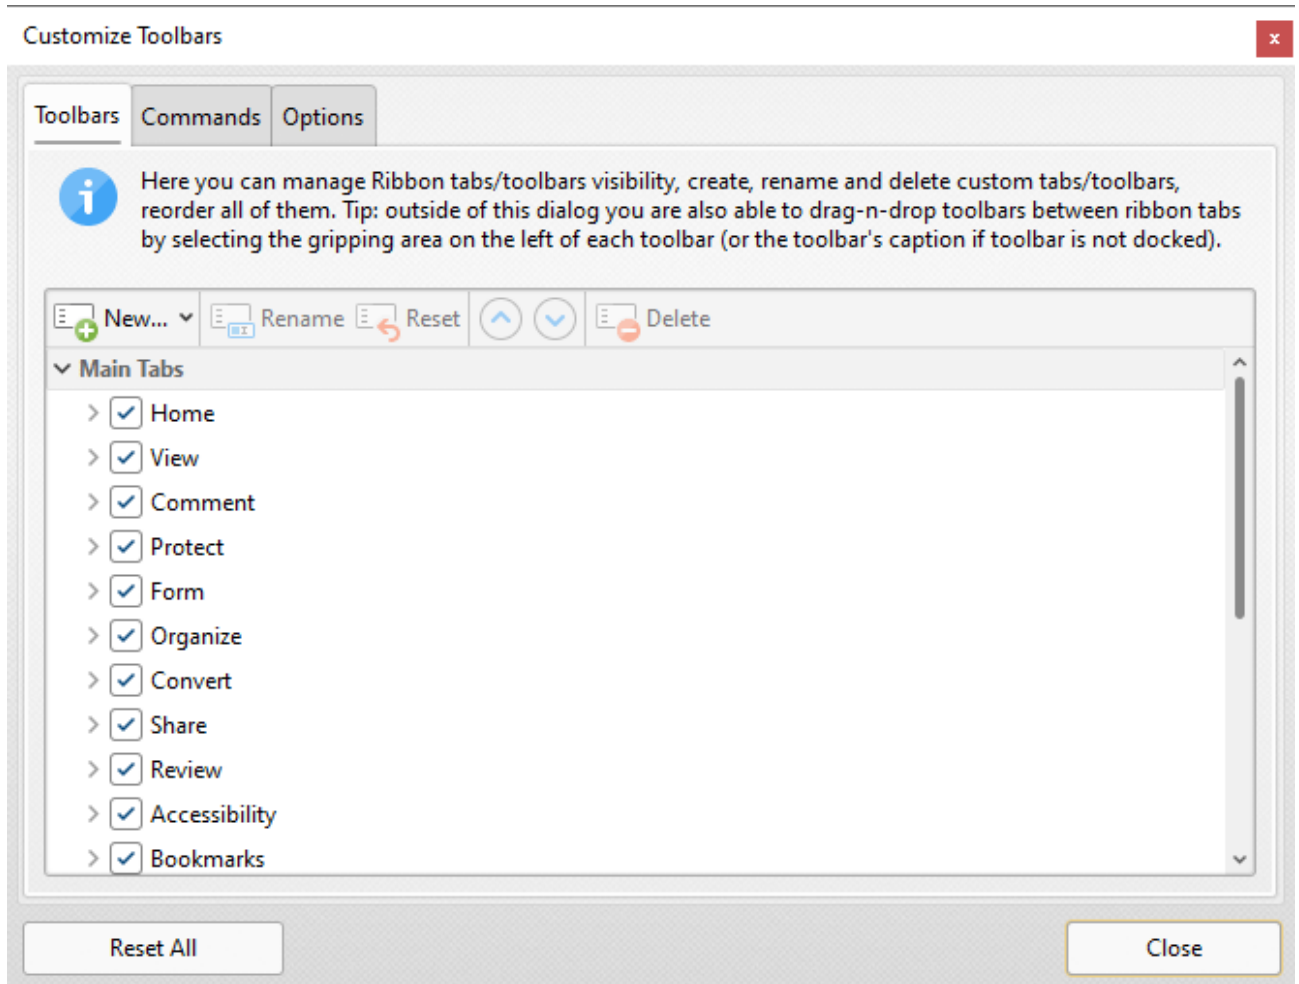 Customize Toolbars
x
Toolbars Commands Options
Here you can manage Ribbon tabs/toolbars visibility, create, rename and delete custom tabs/toolbars,
reorder all of them. Tip: outside of this dialog you are also able to drag-n-drop toolbars between ribbon tabs
by selecting the gripping area on the left of each toolbar (or the toolbar's caption if toolbar is not docked).
New... Rename Reset Delete
Main Tabs
Home
View
Comment
Protect
Form
Organize
Convert
Share
Review
Accessibility
Bookmarks
Reset All Close